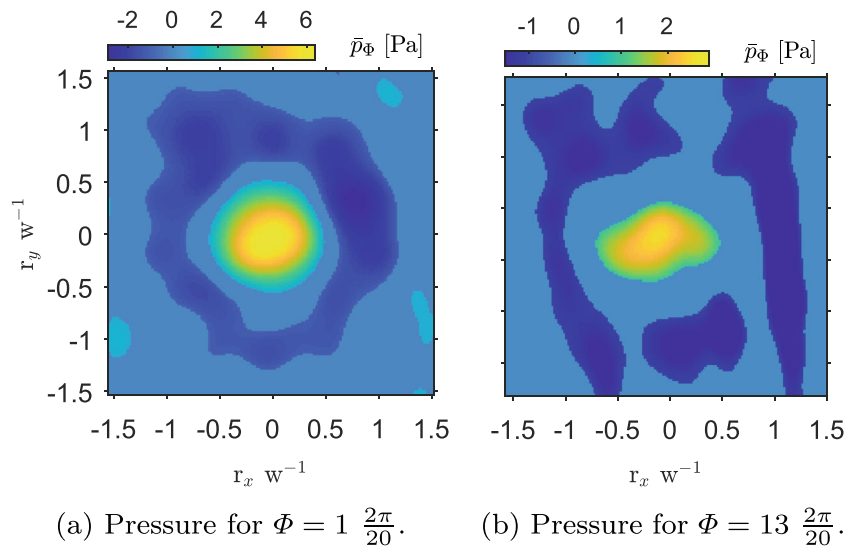 -2 0 2 4 6 p̄_Φ [Pa]
-1 0 1 2 p̄_Φ [Pa]
1.5
1
0.5
0
-0.5
-1
-1.5
r_y w⁻¹
-1.5 -1 -0.5 0 0.5 1 1.5
-1.5 -1 -0.5 0 0.5 1 1.5
r_x w⁻¹
r_x w⁻¹
(a) Pressure for Φ = 1 2π/20.
(b) Pressure for Φ = 13 2π/20.